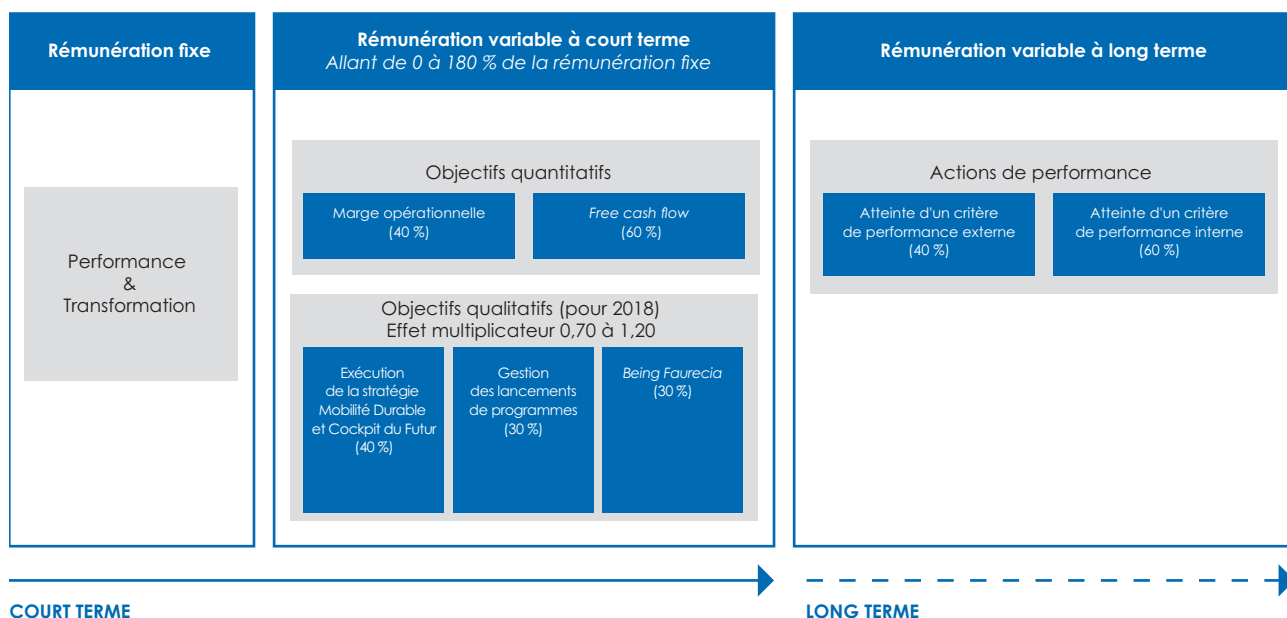 Rémunération fixe
Performance
&
Transformation
Rémunération variable à court terme
Allant de 0 à 180 % de la rémunération fixe
Objectifs quantitatifs
Marge opérationnelle
(40 %)
Free cash flow
(60 %)
Objectifs qualitatifs (pour 2018)
Effet multiplicateur 0,70 à 1,20
Exécution
de la stratégie
Mobilité Durable
et Cockpit du Futur
(40 %)
Gestion
des lancements
de programmes
(30 %)
Being Faurecia
(30 %)
Rémunération variable à long terme
Actions de performance
Atteinte d'un critère
de performance externe
(40 %)
Atteinte d'un critère
de performance interne
(60 %)
COURT TERME
LONG TERME